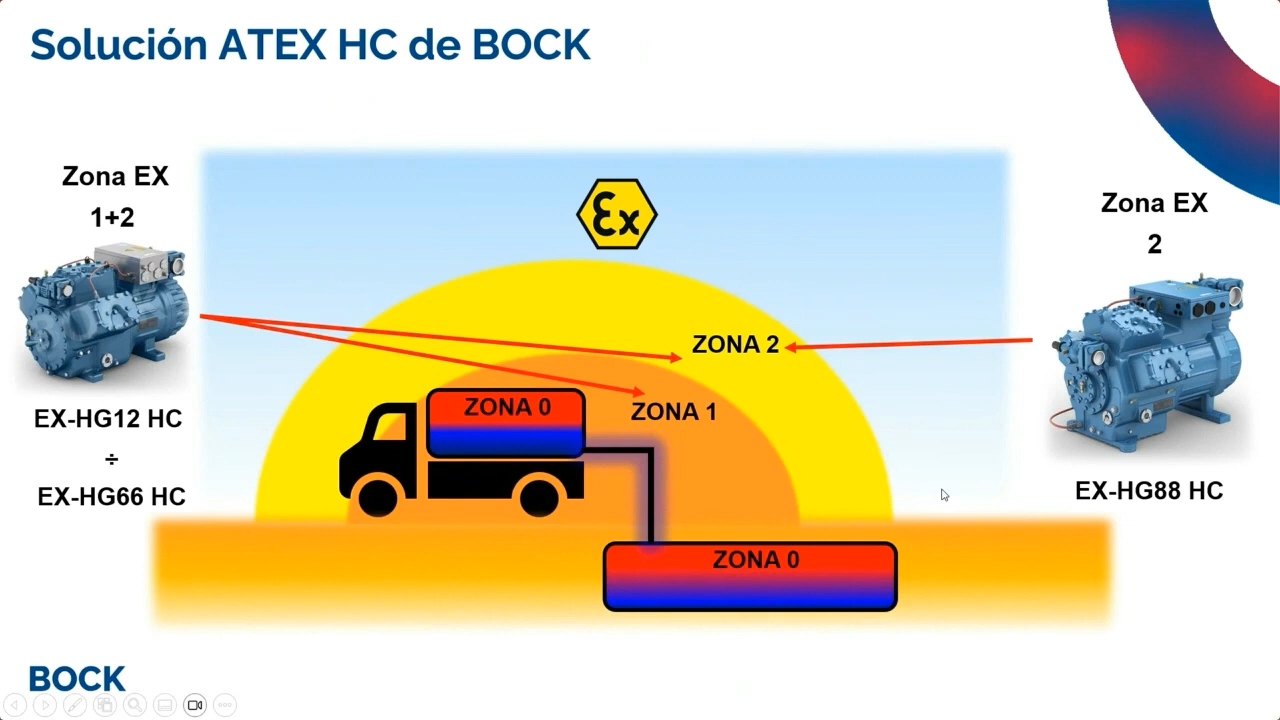 Solución ATEX HC de BOCK
Zona EX
1+2
EX-HG12 HC
÷
EX-HG66 HC
Ex
ZONA 2
ZONA 1
ZONA 0
ZONA 0
Zona EX
2
EX-HG88 HC
BOCK